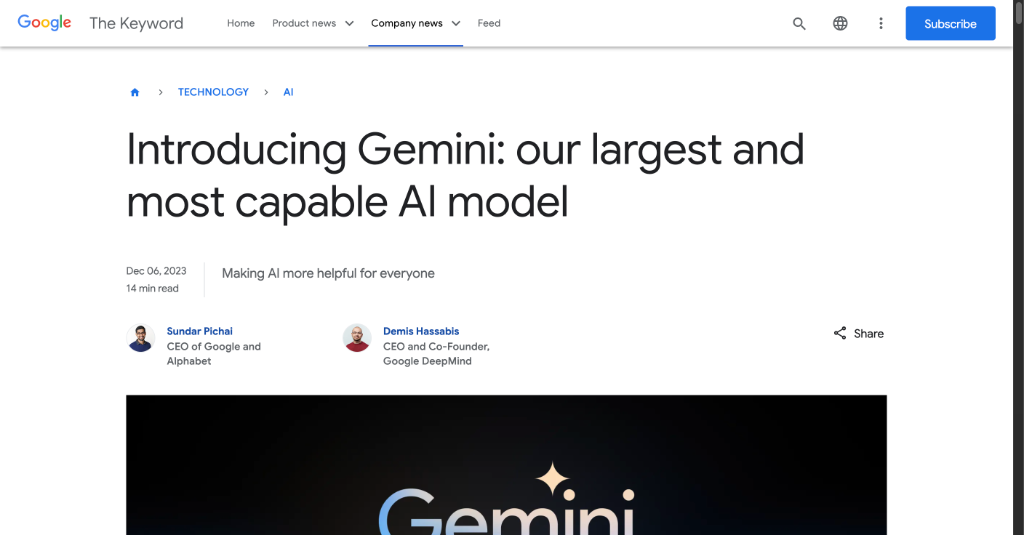 Google The Keyword Home Product news Company news Feed Subscribe
TECHNOLOGY AI
Introducing Gemini: our largest and
most capable AI model
Dec 06, 2023
14 min read
Making AI more helpful for everyone
Sundar Pichai
CEO of Google and
Alphabet
Demis Hassabis
CEO and Co-Founder,
Google DeepMind
Share
Gemini